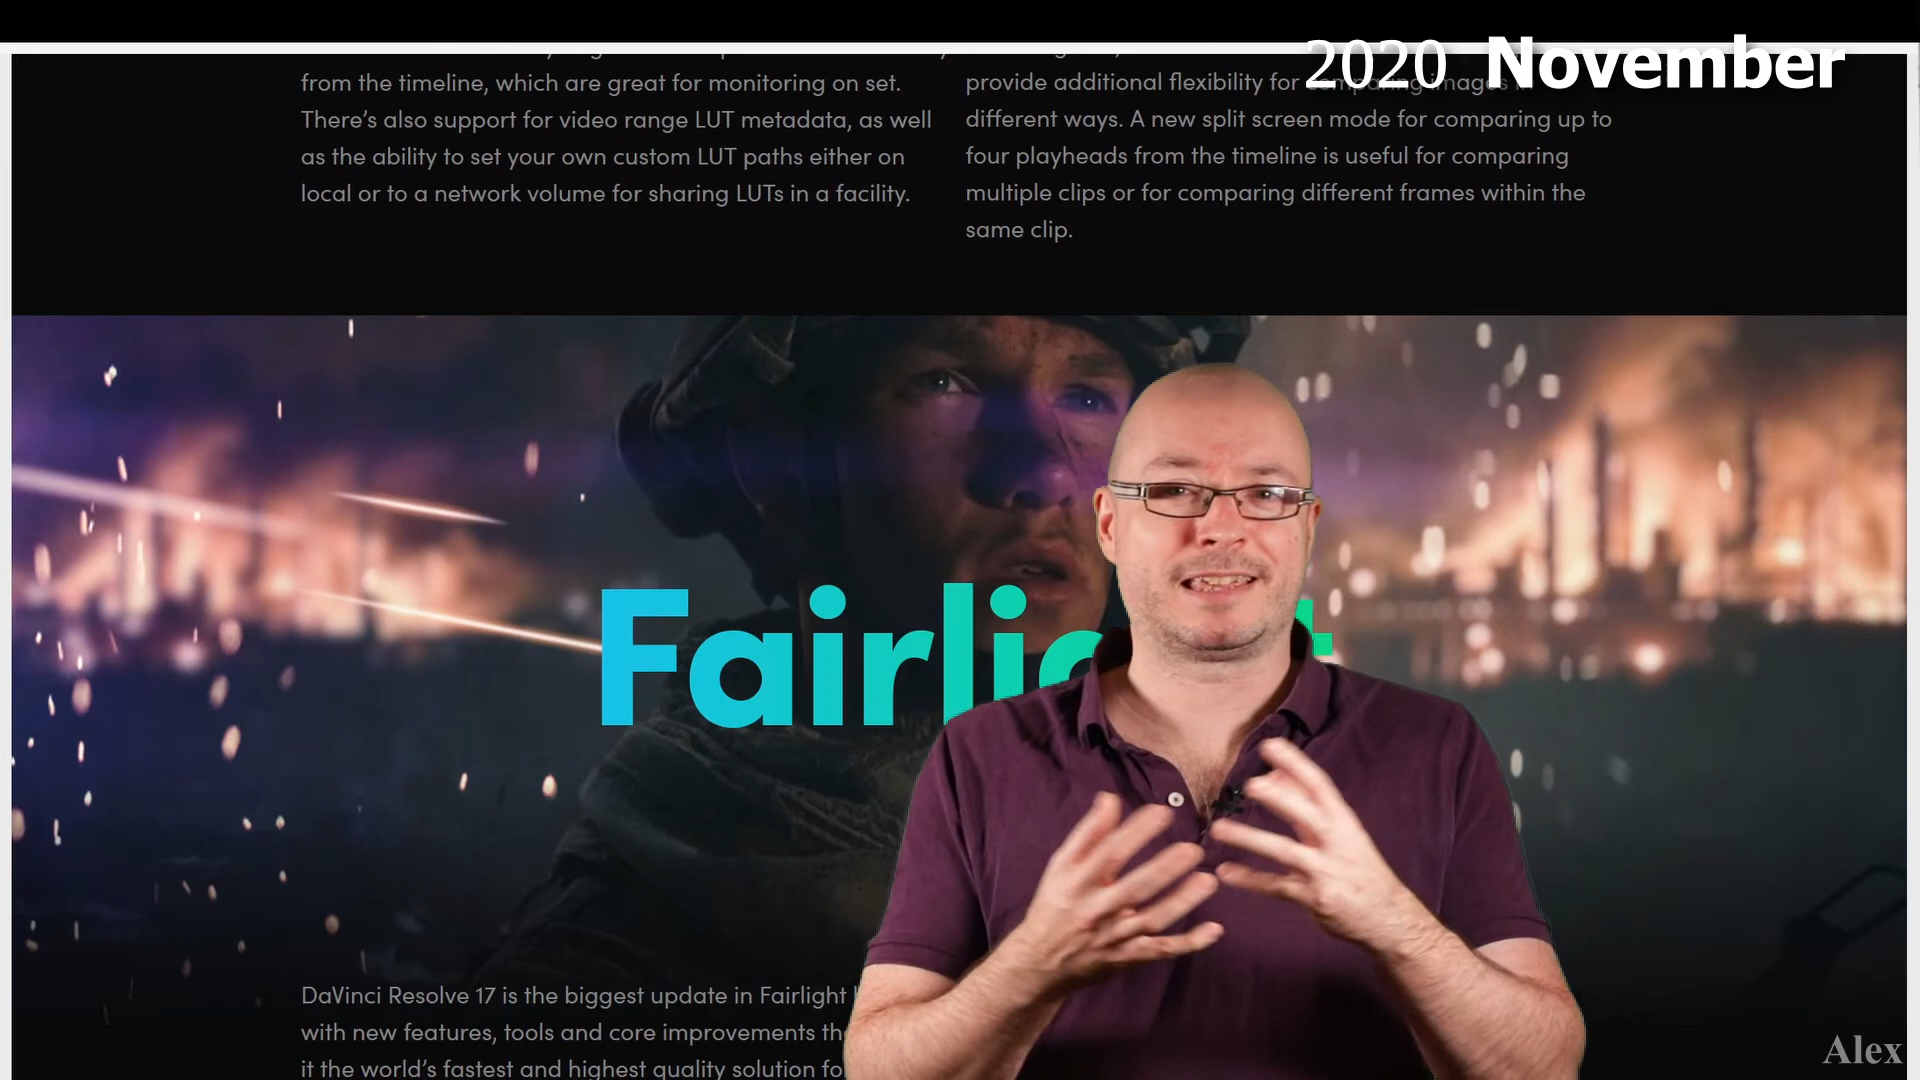 2020 November
from the timeline, which are great for monitoring on set.
There's also support for video range LUT metadata, as well
as the ability to set your own custom LUT paths either on
local or to a network volume for sharing LUTs in a facility.
provide additional flexibility for comparing images in
different ways. A new split screen mode for comparing up to
four playheads from the timeline is useful for comparing
multiple clips or for comparing different frames within the
same clip.
Fairlig t
DaVinci Resolve 17 is the biggest update in Fairlight
with new features, tools and core improvements
it the world's fastest and highest quality solution
Alex